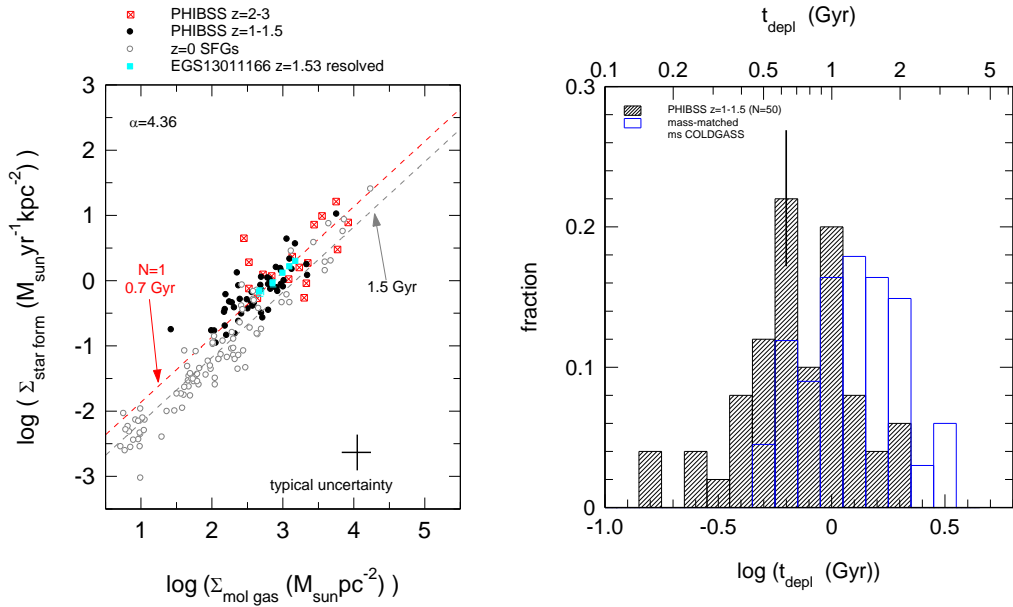 PHIBSS z=2-3
PHIBSS z=1-1.5
z=0 SFGs
EGS13011166 z=1.53 resolved
α=4.36
N=1
0.7 Gyr
1.5 Gyr
typical uncertainty
3
2
1
0
-1
-2
-3
1 2 3 4 5
log ( Σstar form (Msunyr-1kpc-2) )
log (Σmol gas (Msunpc-2) )
tdepl (Gyr)
0.1 0.2 0.5 1 2 5
PHIBSS z=1-1.5 (N=50)
mass-matched
ms COLDGASS
0.3
0.2
0.1
0
fraction
-1.0 -0.5 0 0.5
log (tdepl (Gyr))